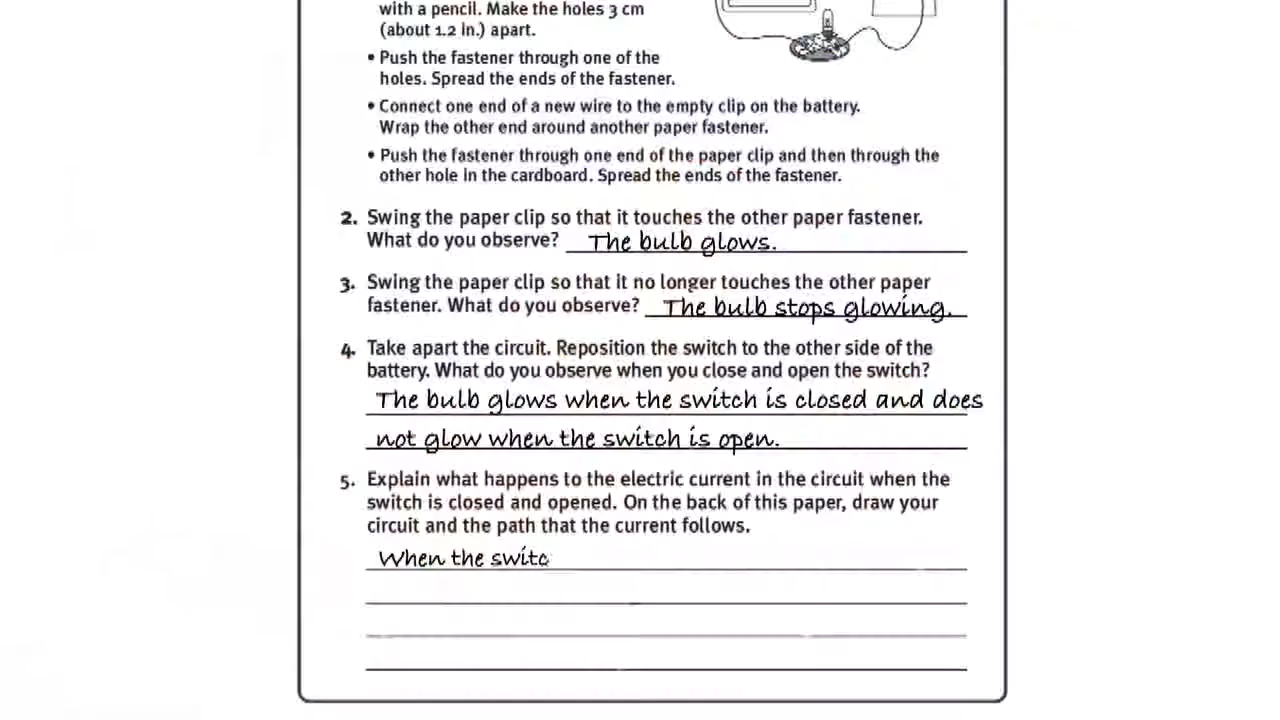 with a pencil. Make the holes 3 cm
(about 1.2 in.) apart.
• Push the fastener through one of the
holes. Spread the ends of the fastener.
• Connect one end of a new wire to the empty clip on the battery.
Wrap the other end around another paper fastener.
• Push the fastener through one end of the paper clip and then through the
other hole in the cardboard. Spread the ends of the fastener.
2. Swing the paper clip so that it touches the other paper fastener.
What do you observe? The bulb glows.
3. Swing the paper clip so that it no longer touches the other paper
fastener. What do you observe? The bulb stops glowing.
4. Take apart the circuit. Reposition the switch to the other side of the
battery. What do you observe when you close and open the switch?
The bulb glows when the switch is closed and does
not glow when the switch is open.
5. Explain what happens to the electric current in the circuit when the
switch is closed and opened. On the back of this paper, draw your
circuit and the path that the current follows.
When the switc